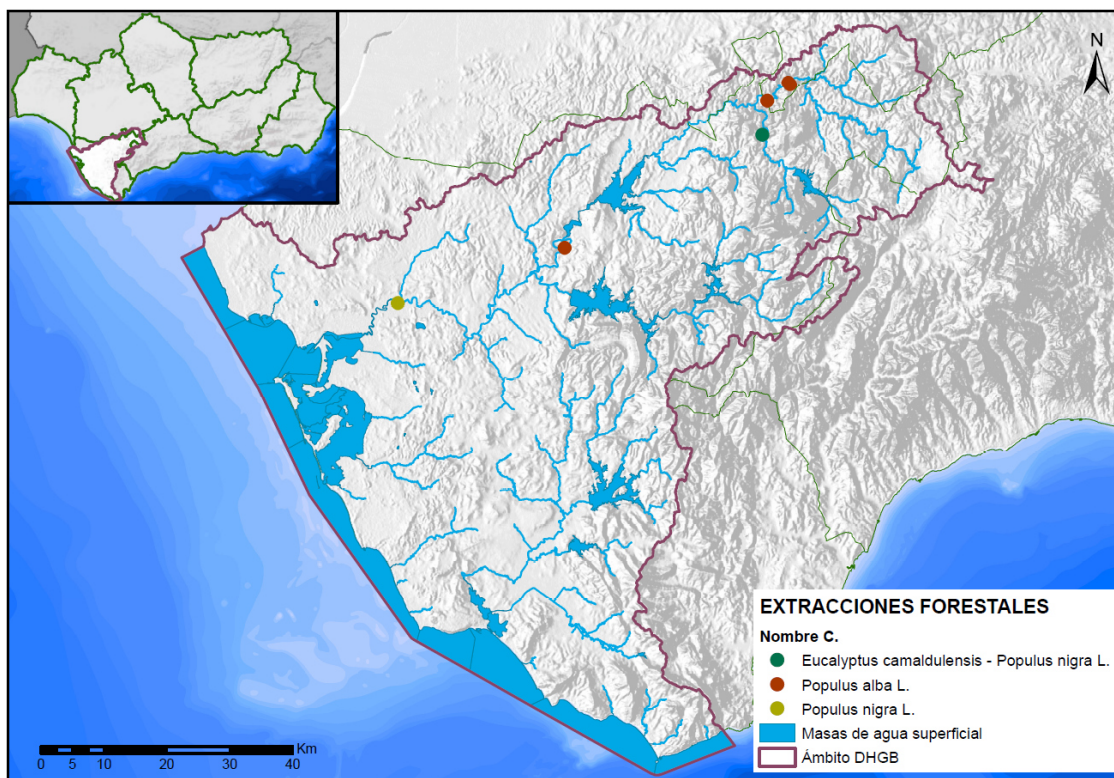 N
EXTRACCIONES FORESTALES
Nombre C.
Eucalyptus camaldulensis - Populus nigra L.
Populus alba L.
Populus nigra L.
Masas de agua superficial
Ámbito DHGB
Km
0 5 10 20 30 40